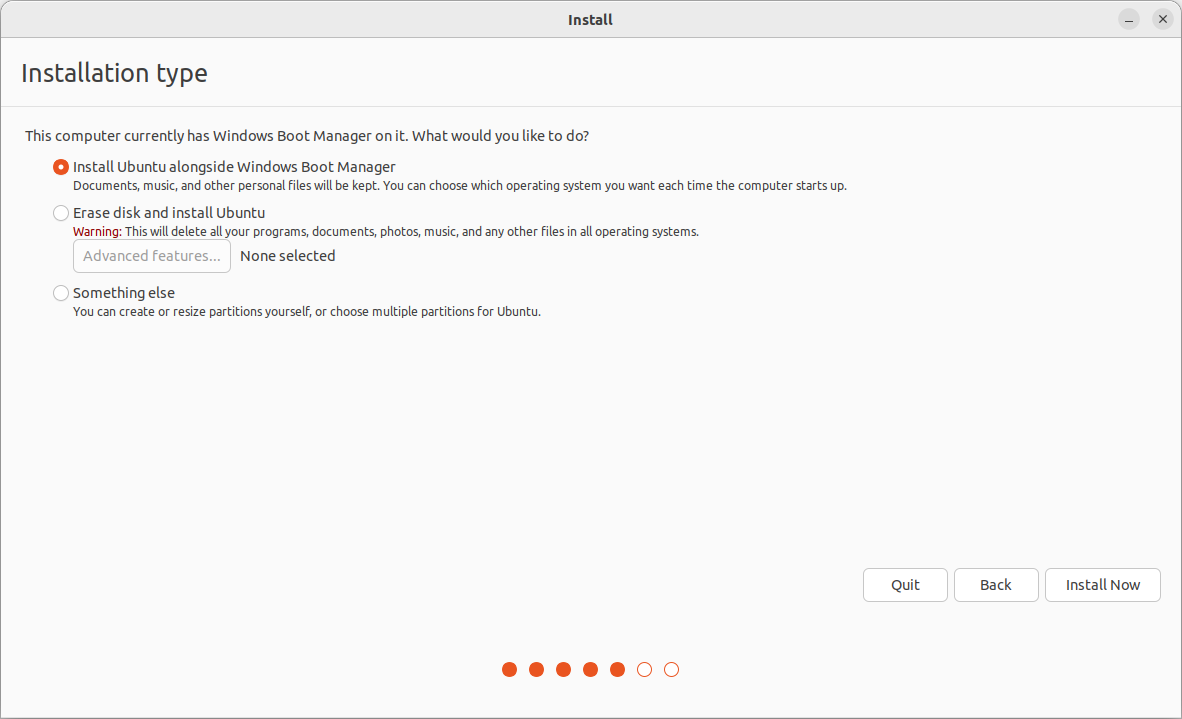 Install
Installation type
This computer currently has Windows Boot Manager on it. What would you like to do?
Install Ubuntu alongside Windows Boot Manager
Documents, music, and other personal files will be kept. You can choose which operating system you want each time the computer starts up.
Erase disk and install Ubuntu
Warning: This will delete all your programs, documents, photos, music, and any other files in all operating systems.
Advanced features... None selected
Something else
You can create or resize partitions yourself, or choose multiple partitions for Ubuntu.
Quit Back Install Now